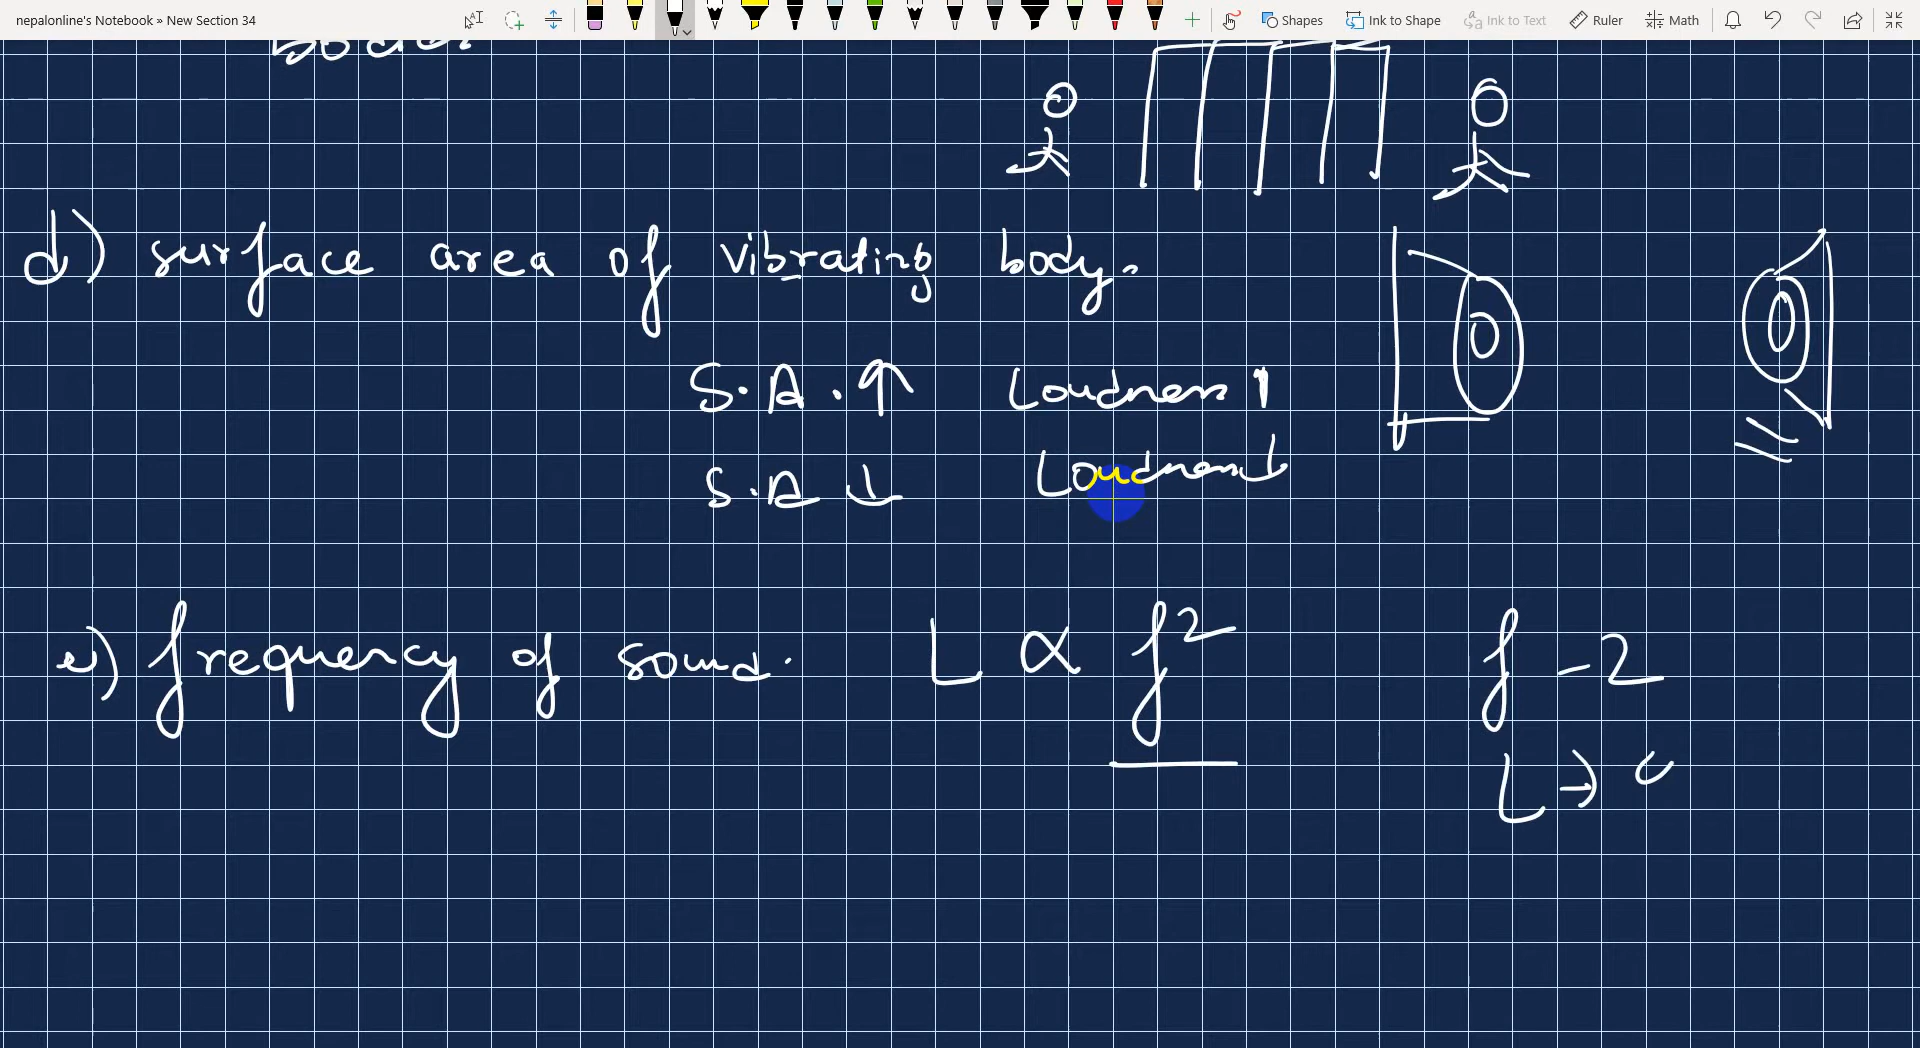 nepalonline's Notebook » New Section 34
Shapes Ink to Shape Ink to Text Ruler Math
d) surface area of vibrating body.
S.A. ↑ Loudness ↑
S.A ↓ Loudness ↓
e) frequency of sound. L ∝ f² f - 2
L →